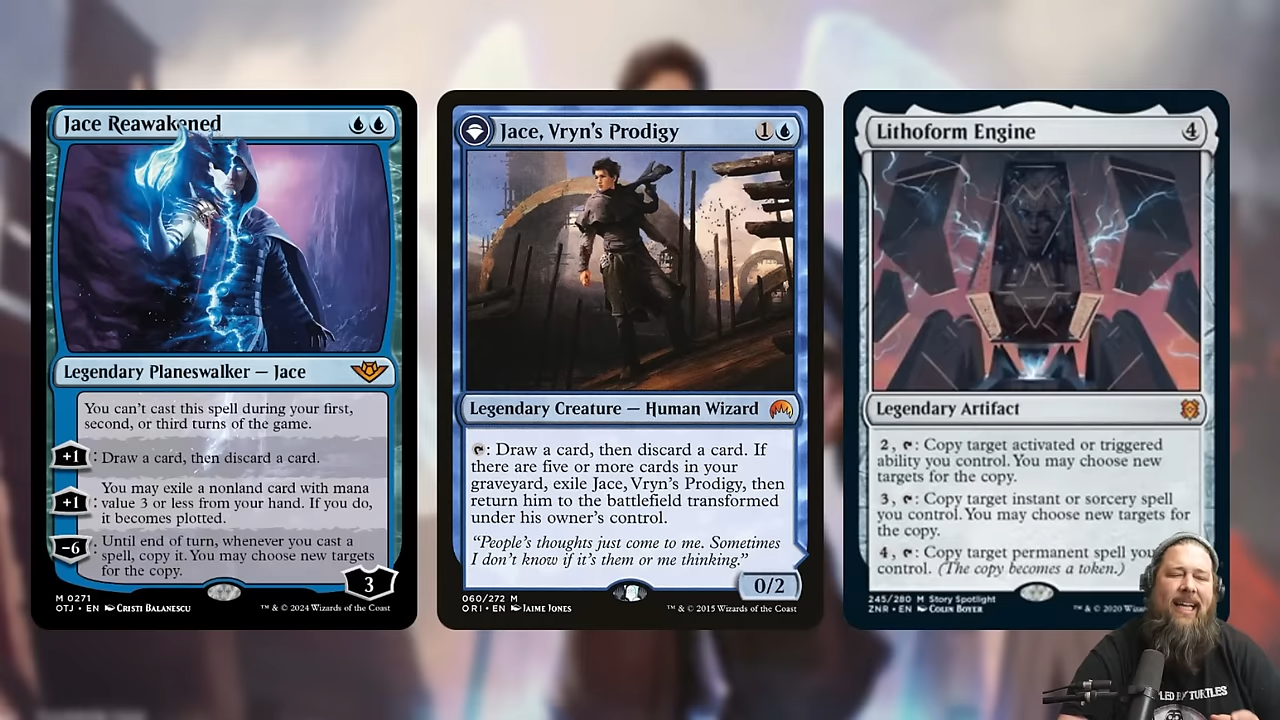 Jace Reawakened
Legendary Planeswalker — Jace
You can't cast this spell during your first,
second, or third turns of the game.
+1 : Draw a card, then discard a card.
+1 : You may exile a nonland card with mana
value 3 or less from your hand. If you do,
it becomes plotted.
−6 : Until end of turn, whenever you cast a
spell, copy it. You may choose new targets
for the copy.
3
M 0271
OTJ • EN CRISTI BALANESCU
™ & © 2024 Wizards of the Coast
Jace, Vryn's Prodigy 1
Legendary Creature — Human Wizard
: Draw a card, then discard a card. If
there are five or more cards in your
graveyard, exile Jace, Vryn's Prodigy, then
return him to the battlefield transformed
under his owner's control.
"People's thoughts just come to me. Sometimes
I don't know if it's them or me thinking."
0/2
060/272 M
ORI • EN JAIME JONES
™ & © 2015 Wizards of the Coast
Lithoform Engine 4
Legendary Artifact
2, : Copy target activated or triggered
ability you control. You may choose new
targets for the copy.
3, : Copy target instant or sorcery spell
you control. You may choose new targets for
the copy.
4, : Copy target permanent spell you
control. (The copy becomes a token.)
245/280 M Story Spotlight
ZNR • EN COLIN BOYER
™ & © 2020
TURTLES